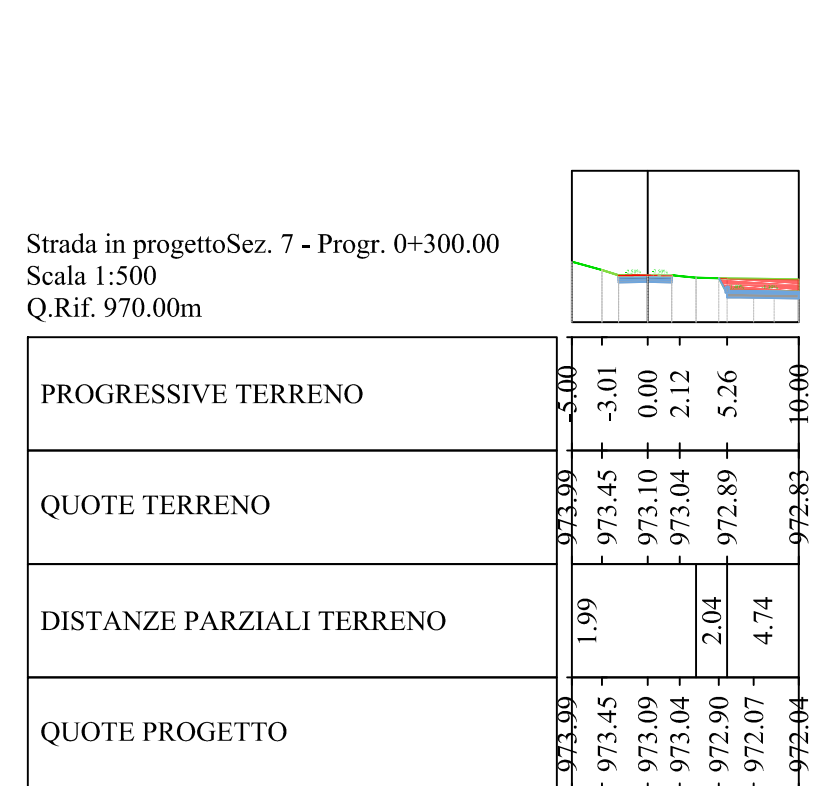 Strada in progettoSez. 7 - Progr. 0+300.00
Scala 1:500
Q.Rif. 970.00m
PROGRESSIVE TERRENO -5.00 -3.01 0.00 2.12 5.26 10.00
QUOTE TERRENO 973.99 973.45 973.10 973.04 972.89 972.83
DISTANZE PARZIALI TERRENO 1.99 2.04 4.74
QUOTE PROGETTO 973.99 973.45 973.09 973.04 972.90 972.07 972.04